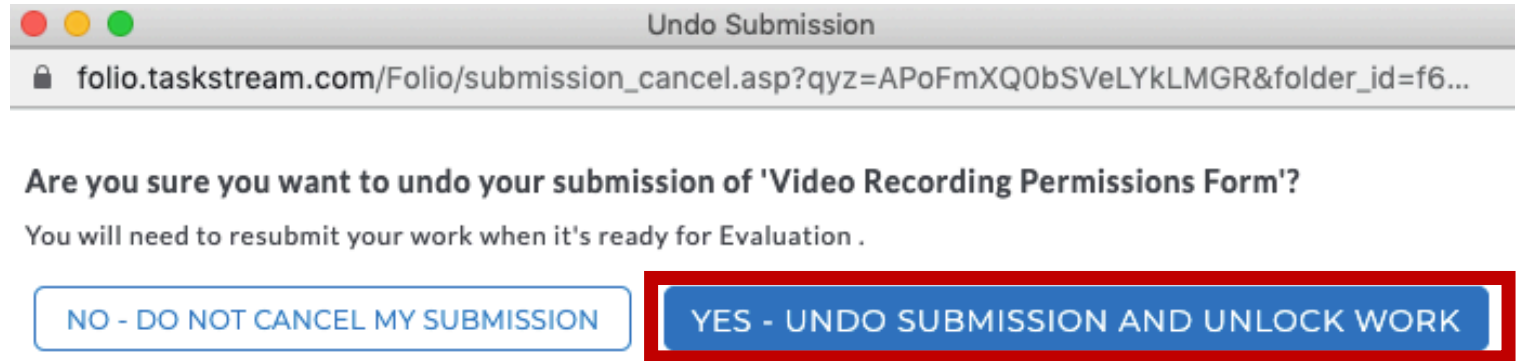 Undo Submission
folio.taskstream.com/Folio/submission_cancel.asp?qyz=APoFmXQ0bSVeLYkLMGR&folder_id=f6...
Are you sure you want to undo your submission of 'Video Recording Permissions Form'?
You will need to resubmit your work when it's ready for Evaluation .
NO - DO NOT CANCEL MY SUBMISSION
YES - UNDO SUBMISSION AND UNLOCK WORK